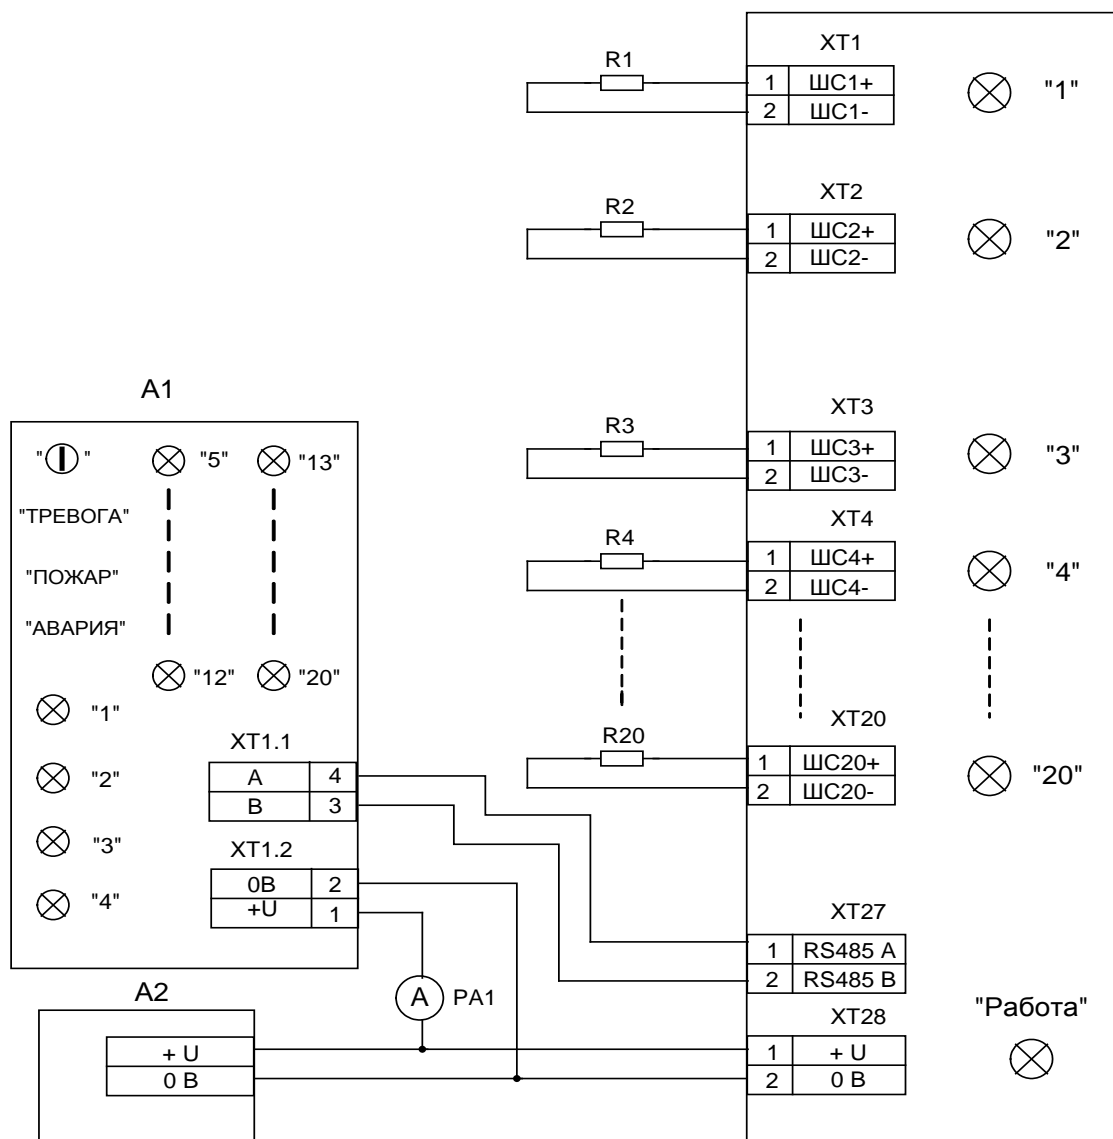 XT1
R1
1 ШС1+
2 ШС1-
"1"
XT2
R2
1 ШС2+
2 ШС2-
"2"
A1
XT3
R3
1 ШС3+
2 ШС3-
"3"
" "
"5"
"13"
"ТРЕВОГА"
XT4
R4
1 ШС4+
2 ШС4-
"4"
"ПОЖАР"
"АВАРИЯ"
"12"
"20"
"1"
XT20
R20
1 ШС20+
2 ШС20-
"20"
XT1.1
A 4
B 3
"2"
"3"
XT1.2
0В 2
+U 1
"4"
XT27
1 RS485 A
2 RS485 B
A2
A PA1
XT28
"Работа"
+ U
0 В
1 + U
2 0 В